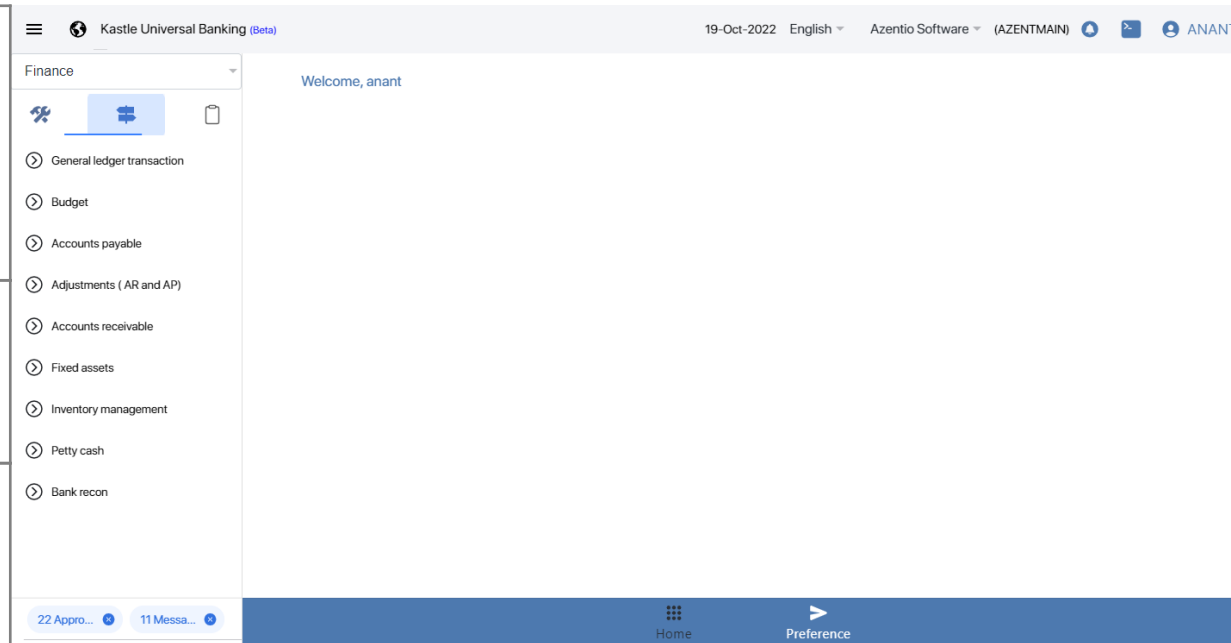 Kastle Universal Banking (Beta)
19-Oct-2022 English Azentio Software (AZENTMAIN) ANANT
Finance
Welcome, anant
General ledger transaction
Budget
Accounts payable
Adjustments ( AR and AP)
Accounts receivable
Fixed assets
Inventory management
Petty cash
Bank recon
22 Appro... 11 Messa...
Home
Preference